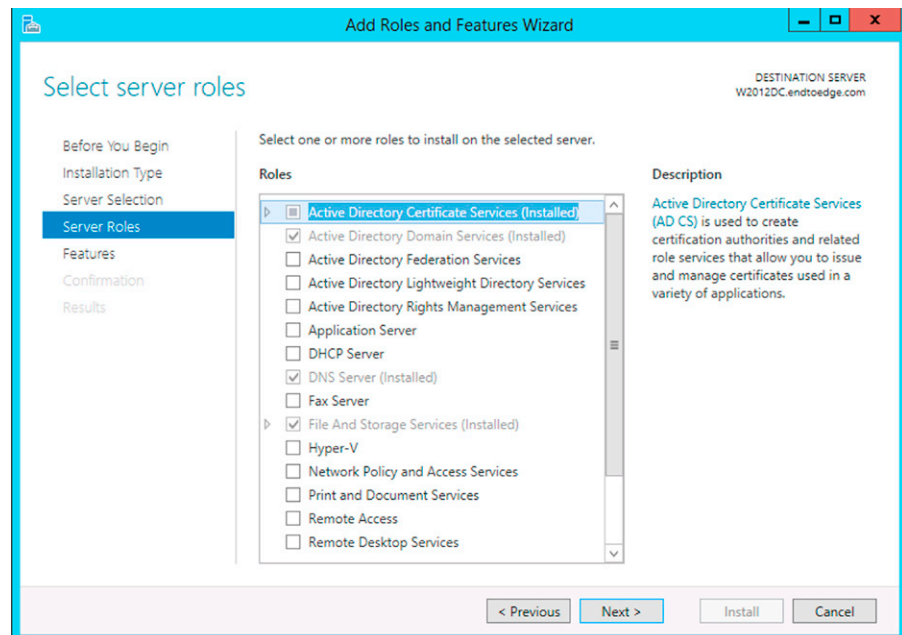 Add Roles and Features Wizard
Select server roles
DESTINATION SERVER
W2012DC.endtoedge.com
Before You Begin
Installation Type
Server Selection
Server Roles
Features
Confirmation
Results
Select one or more roles to install on the selected server.
Roles
Active Directory Certificate Services (Installed)
Active Directory Domain Services (Installed)
Active Directory Federation Services
Active Directory Lightweight Directory Services
Active Directory Rights Management Services
Application Server
DHCP Server
DNS Server (Installed)
Fax Server
File And Storage Services (Installed)
Hyper-V
Network Policy and Access Services
Print and Document Services
Remote Access
Remote Desktop Services
Description
Active Directory Certificate Services
(AD CS) is used to create
certification authorities and related
role services that allow you to issue
and manage certificates used in a
variety of applications.
< Previous
Next >
Install
Cancel